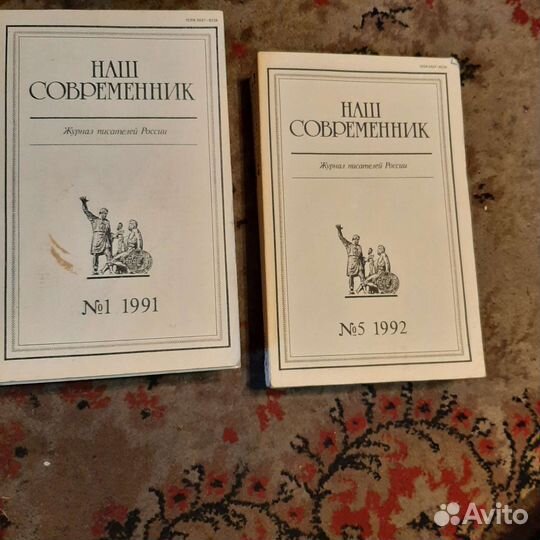 НАШ
СОВРЕМЕННИК
Журнал писателей России
№1 1991
НАШ
СОВРЕМЕННИК
Журнал писателей России
№5 1992
Avito